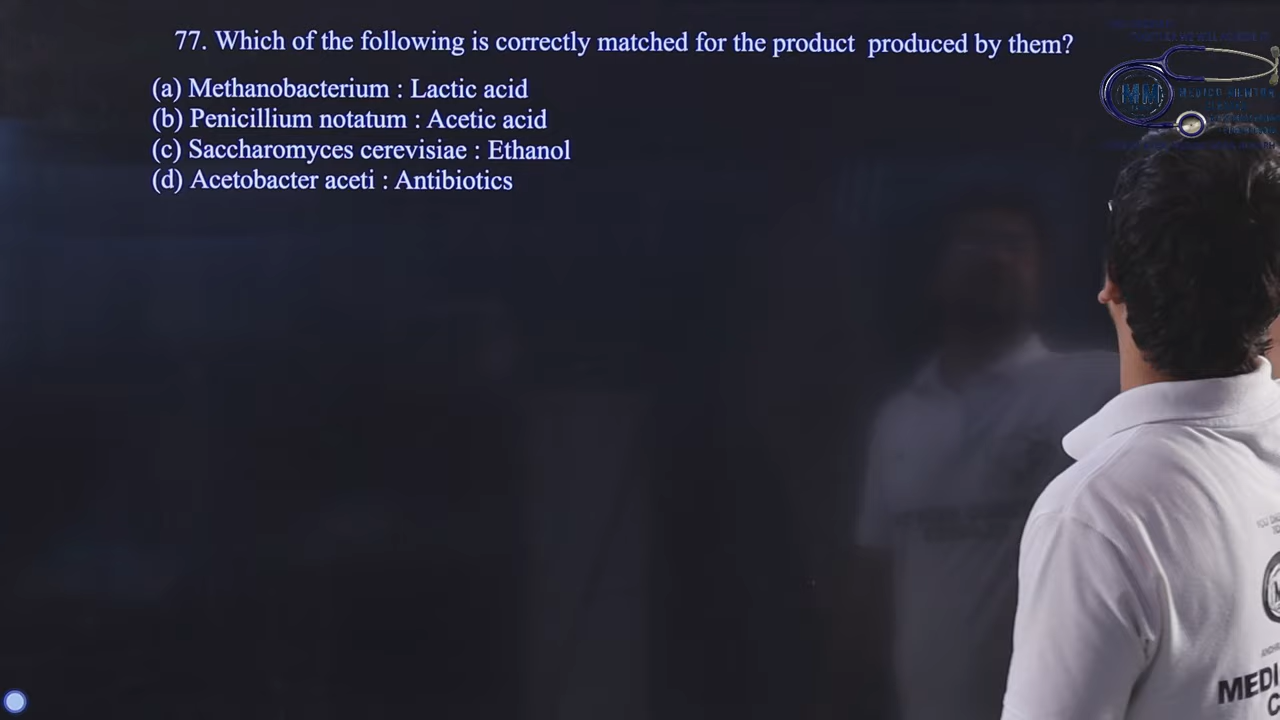 77. Which of the following is correctly matched for the product produced by them?
(a) Methanobacterium : Lactic acid
(b) Penicillium notatum : Acetic acid
(c) Saccharomyces cerevisiae : Ethanol
(d) Acetobacter aceti : Antibiotics
MEDI